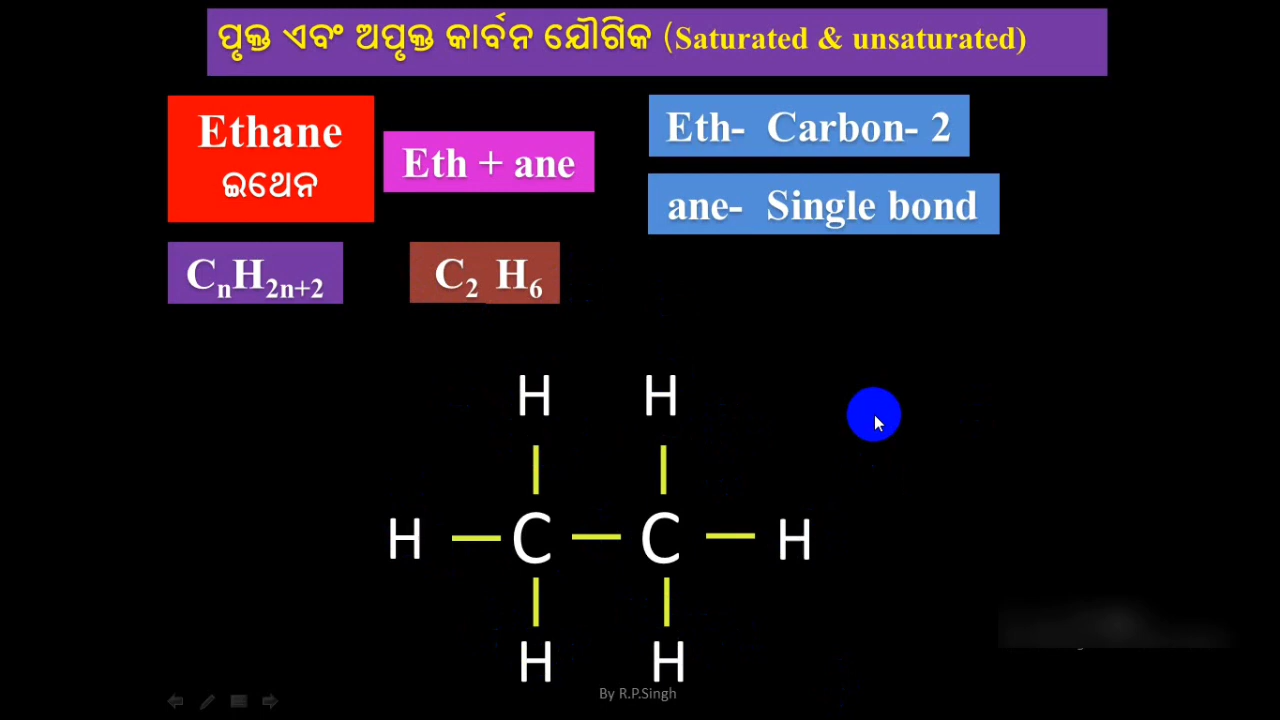 ପୃକ୍ତ ଏବଂ ଅପୃକ୍ତ କାର୍ବନ ଯୌଗିକ (Saturated & unsaturated)
Ethane
ଇଥେନ
Eth + ane
Eth- Carbon- 2
ane- Single bond
CₙH₂ₙ₊₂
C₂ H₆
H H
H — C — C — H
H H
By R.P.Singh